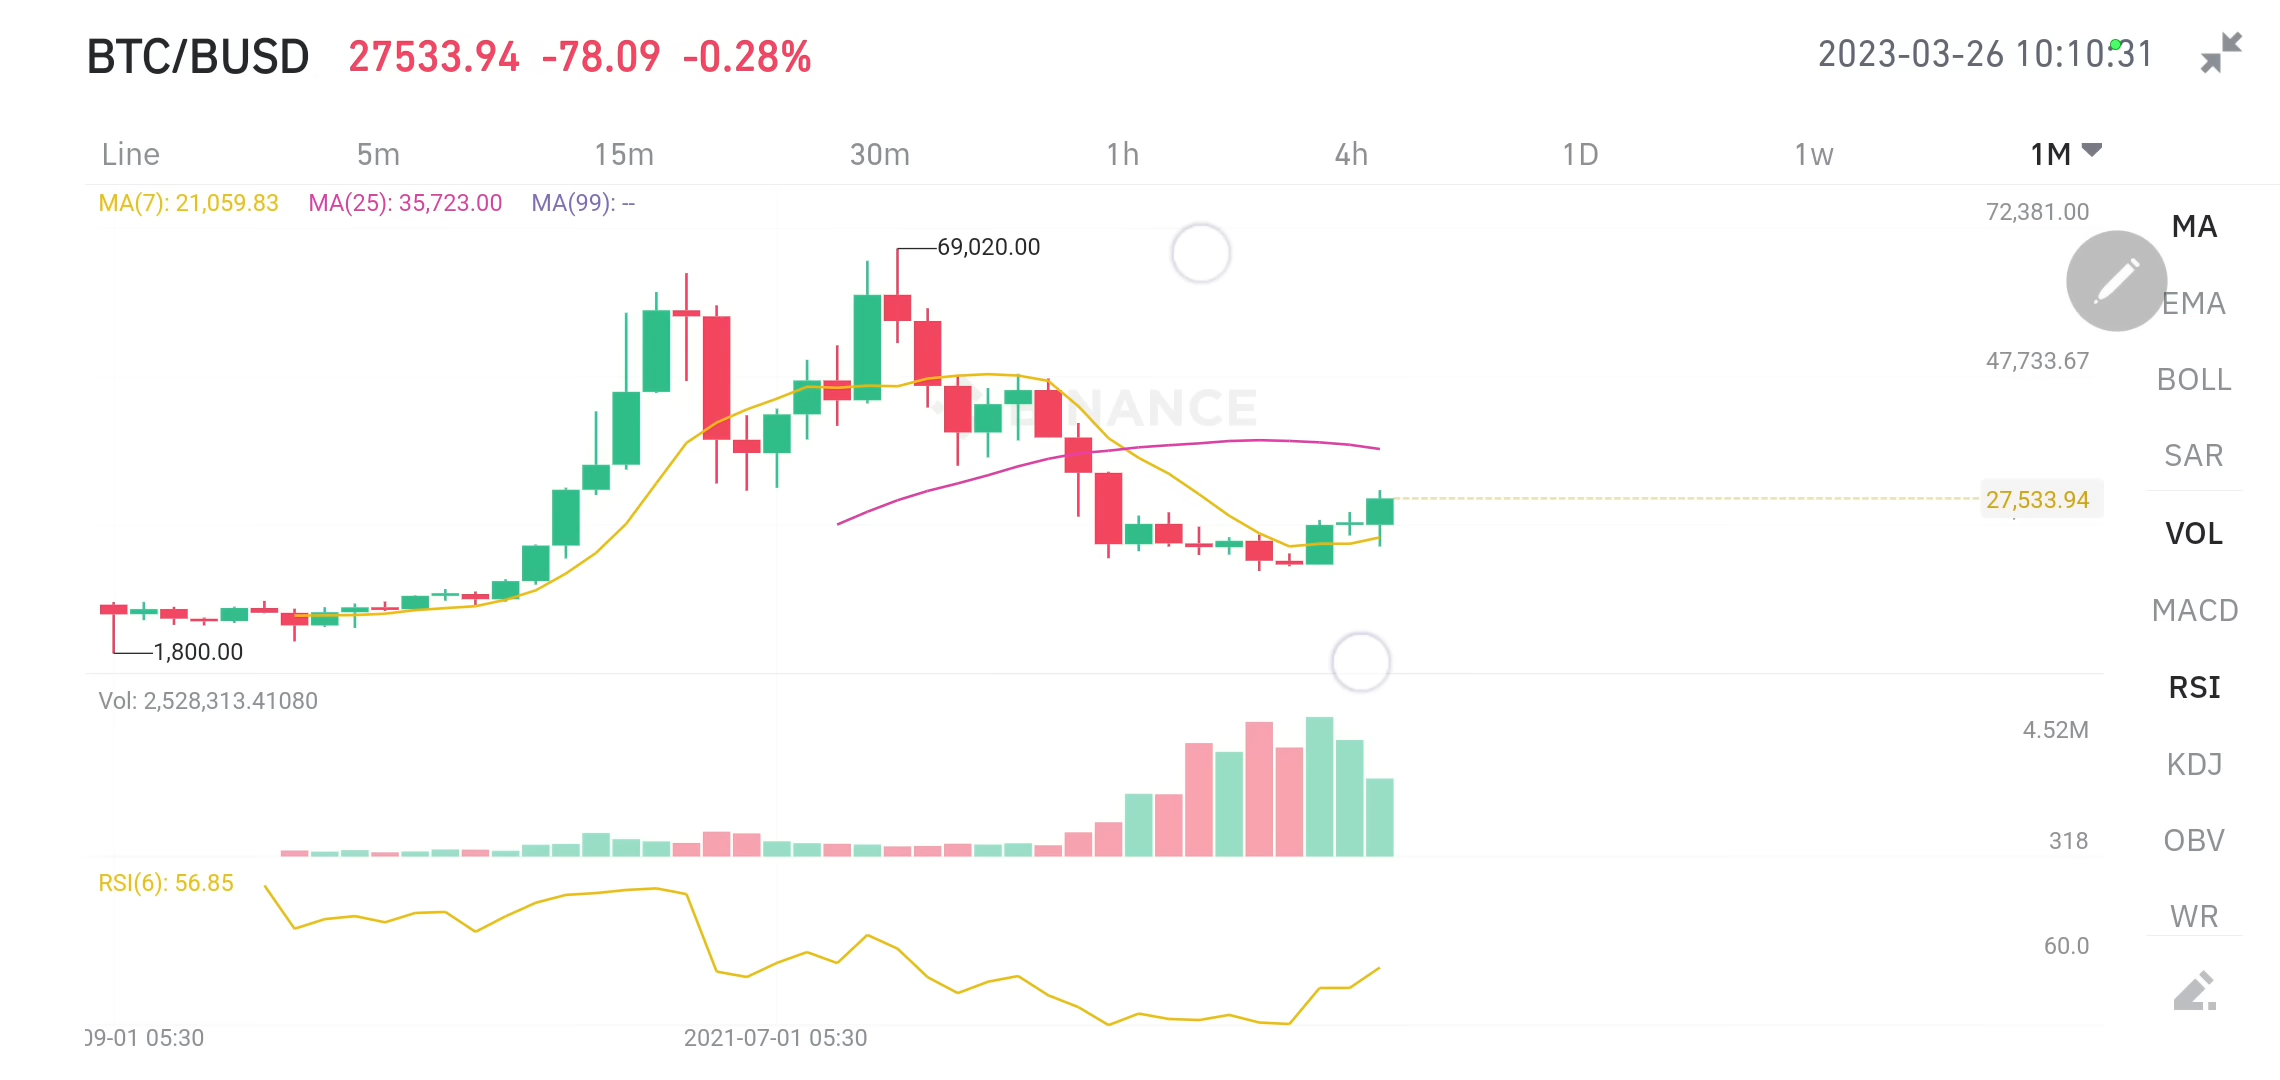 BTC/BUSD 27533.94 -78.09 -0.28% 2023-03-26 10:10:31
Line 5m 15m 30m 1h 4h 1D 1w 1M
MA(7): 21,059.83 MA(25): 35,723.00 MA(99): --
72,381.00
MA
69,020.00
EMA
47,733.67
BOLL
BINANCE
SAR
27,533.94
VOL
MACD
1,800.00
RSI
Vol: 2,528,313.41080
4.52M
KDJ
318
OBV
RSI(6): 56.85
WR
60.0
09-01 05:30 2021-07-01 05:30